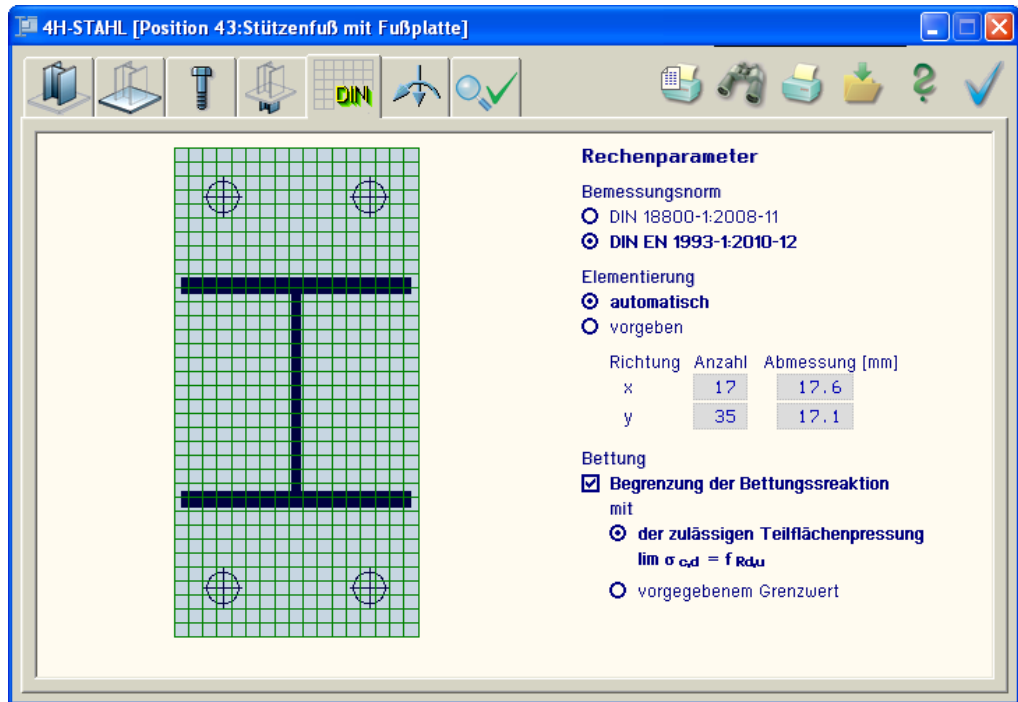 4H-STAHL [Position 43:Stützenfuß mit Fußplatte]
DIN
Rechenparameter
Bemessungsnorm
DIN 18800-1:2008-11
DIN EN 1993-1:2010-12
Elementierung
automatisch
vorgeben
Richtung Anzahl Abmessung [mm]
x 17 17.6
y 35 17.1
Bettung
Begrenzung der Bettungssreaktion
mit
der zulässigen Teilflächenpressung
lim σ c,d = f Rd,u
vorgegebenem Grenzwert